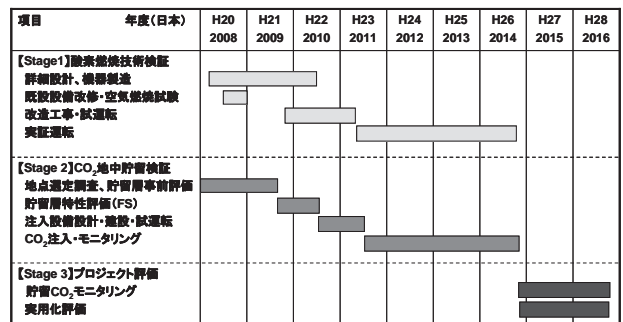 項目 年度(日本) H20 H21 H22 H23 H24 H25 H26 H27 H28
2008 2009 2010 2011 2012 2013 2014 2015 2016
【Stage1】酸素燃焼技術検証
詳細設計、機器製造
既設設備改修・空気燃焼試験
改造工事・試運転
実証運転
【Stage 2】CO₂地中貯留検証
地点選定調査、貯留層事前評価
貯留層特性評価(FS)
注入設備設計・建設・試運転
CO₂注入・モニタリング
【Stage 3】プロジェクト評価
貯留CO₂モニタリング
実用化評価